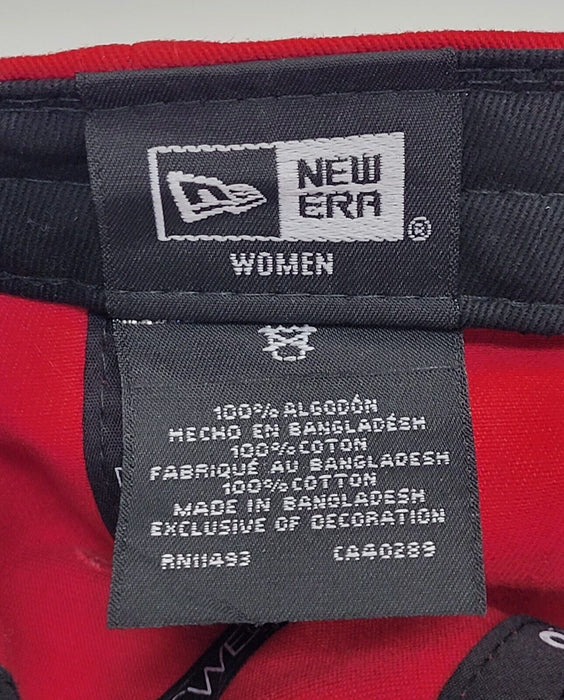 NEW
ERA
®
WOMEN
100% ALGODÓN
HECHO EN BANGLADÉSH
100% COTON
FABRIQUÉ AU BANGLADESH
100% COTTON
MADE IN BANGLADESH
EXCLUSIVE OF DECORATION
RN11493 CA40289